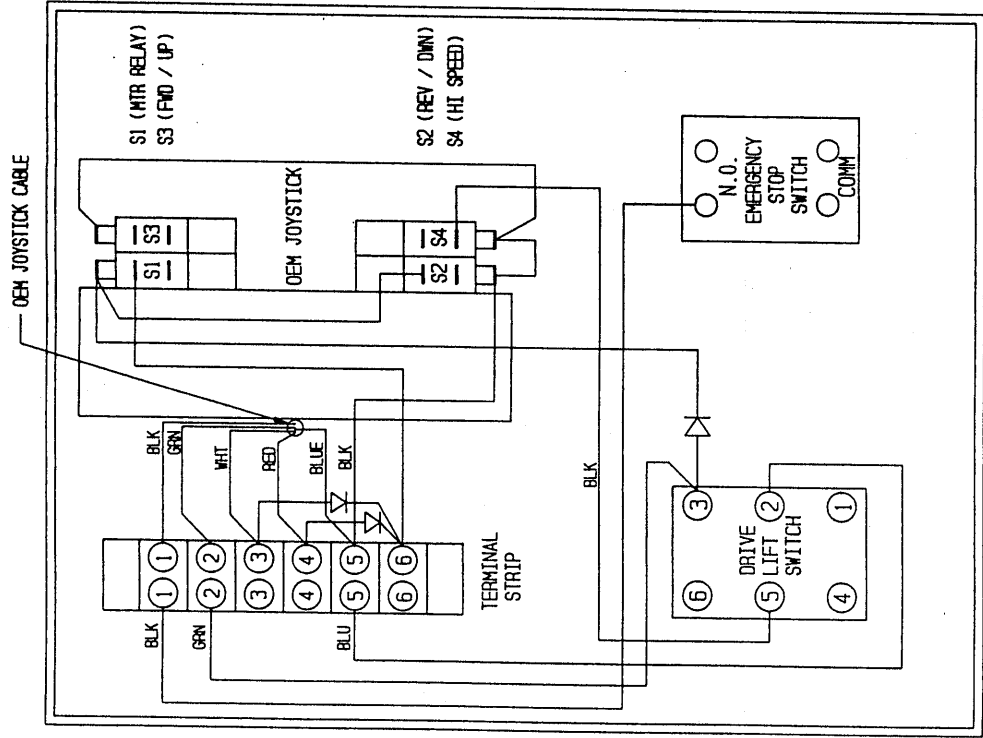 OEM JOYSTICK CABLE
S1 (MTR RELAY)
S3 (FWD / UP)
S2 (REV / DWN)
S4 (HI SPEED)
S3
S1
OEM JOYSTICK
S4
S2
BLK
GRN
WHT
RED
BLUE
BLK
BLK
1
2
3
4
5
6
1
2
3
4
5
6
TERMINAL
STRIP
BLK
GRN
BLU
N.O.
EMERGENCY
STOP
SWITCH
COMM
3
2
1
DRIVE
LIFT
SWITCH
6
5
4